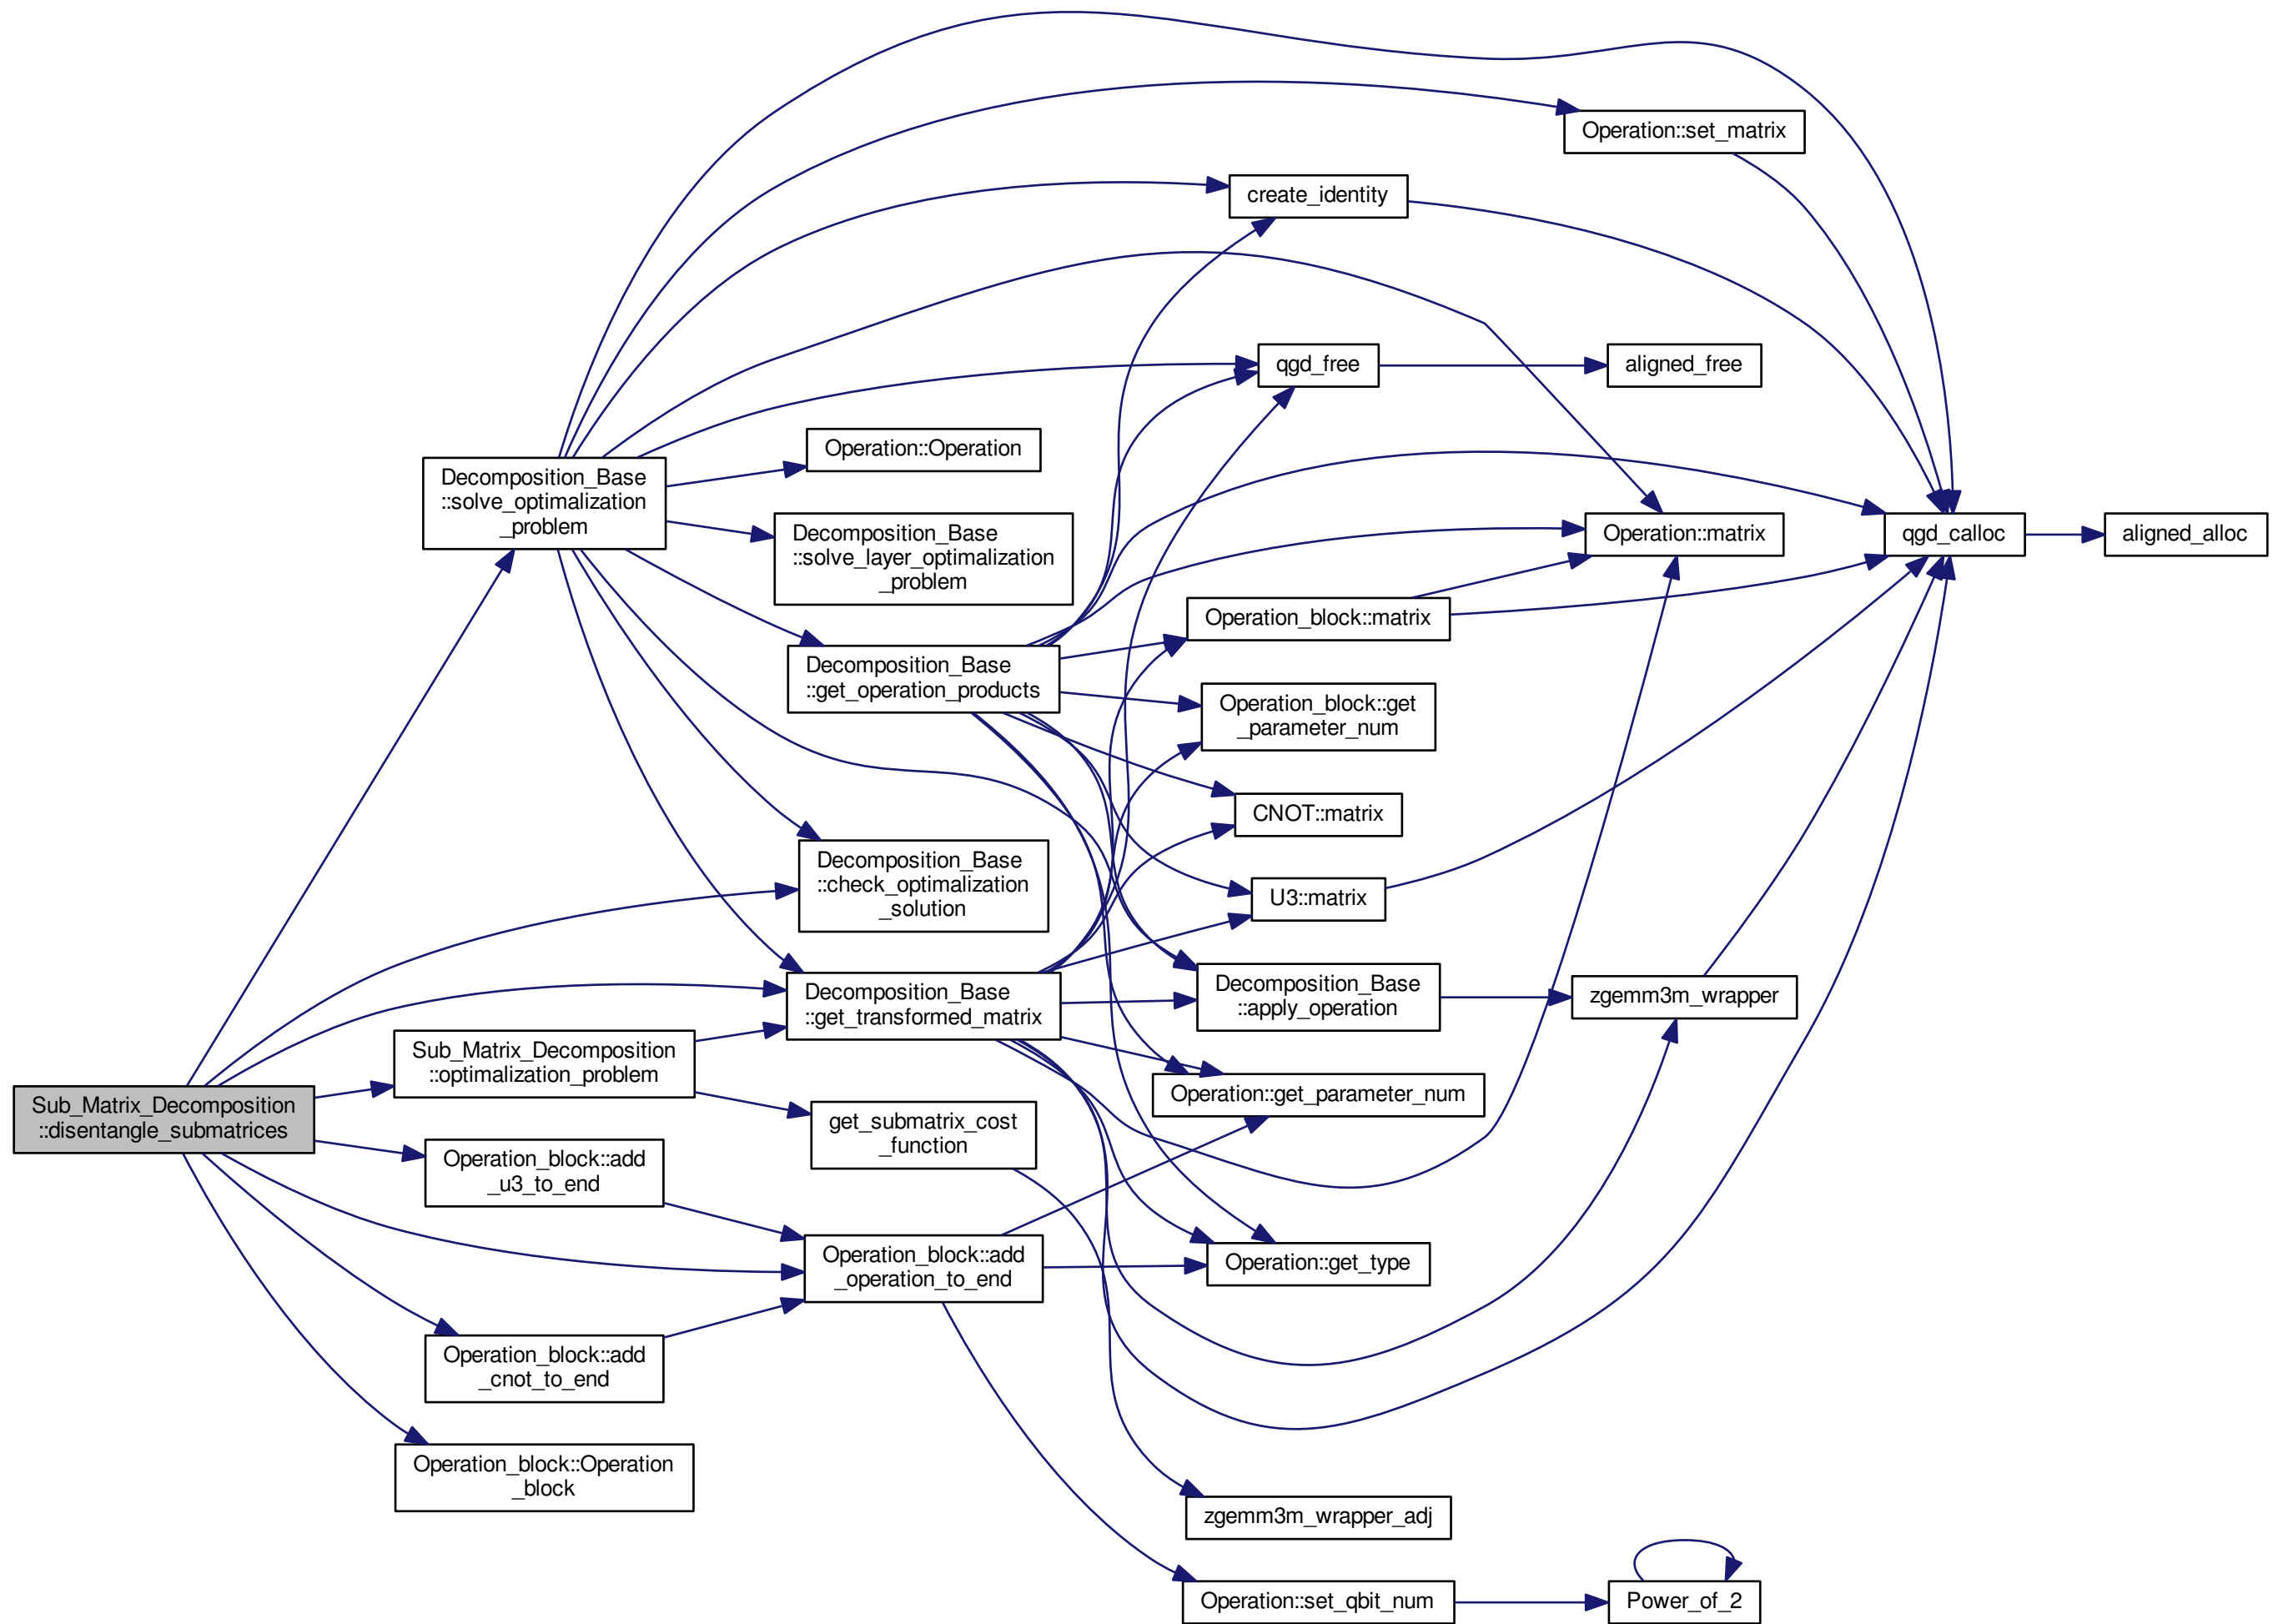 Sub_Matrix_Decomposition
::disentangle_submatrices
Decomposition_Base
::solve_optimalization
_problem
Sub_Matrix_Decomposition
::optimalization_problem
Operation_block::add
_u3_to_end
Operation_block::add
_cnot_to_end
Operation_block::Operation
_block
Operation::Operation
Decomposition_Base
::solve_layer_optimalization
_problem
Decomposition_Base
::get_operation_products
Decomposition_Base
::check_optimalization
_solution
Decomposition_Base
::get_transformed_matrix
get_submatrix_cost
_function
Operation_block::add
_operation_to_end
create_identity
qgd_free
Operation_block::matrix
Operation_block::get
_parameter_num
CNOT::matrix
U3::matrix
Decomposition_Base
::apply_operation
Operation::get_parameter_num
Operation::get_type
zgemm3m_wrapper_adj
Operation::set_qbit_num
Operation::set_matrix
aligned_free
Operation::matrix
zgemm3m_wrapper
Power_of_2
qgd_calloc
aligned_alloc